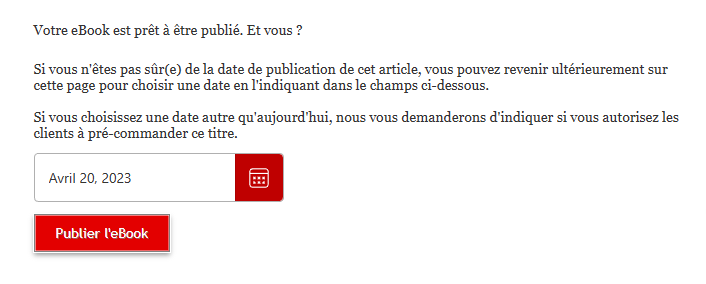 Votre eBook est prêt à être publié. Et vous ?
Si vous n'êtes pas sûr(e) de la date de publication de cet article, vous pouvez revenir ultérieurement sur
cette page pour choisir une date en l'indiquant dans le champs ci-dessous.
Si vous choisissez une date autre qu'aujourd'hui, nous vous demanderons d'indiquer si vous autorisez les
clients à pré-commander ce titre.
Avril 20, 2023
Publier l'eBook